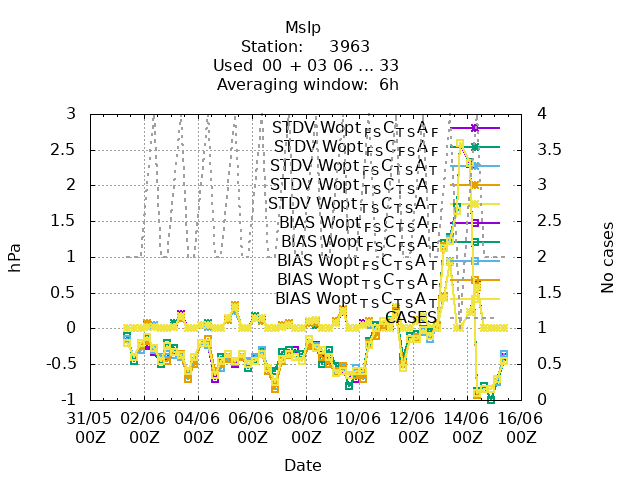 Mslp
Station: 3963
Used 00 + 03 06 ... 33
Averaging window: 6h
3 4
STDV Wopt FS C TS A F
2.5 STDV Wopt FS C FS A F 3.5
STDV Wopt FS C TS A T
2 STDV Wopt TS C TS A F 3
STDV Wopt TS C TS A T
1.5 BIAS Wopt FS C TS A F 2.5
BIAS Wopt FS C FS A F
1 BIAS Wopt FS C TS A T 2
BIAS Wopt TS C TS A F
0.5 BIAS Wopt TS C TS A T 1.5
CASES
0 1
-0.5 0.5
-1 0
hPa
No cases
31/05 02/06 04/06 06/06 08/06 10/06 12/06 14/06 16/06
00Z 00Z 00Z 00Z 00Z 00Z 00Z 00Z 00Z
Date